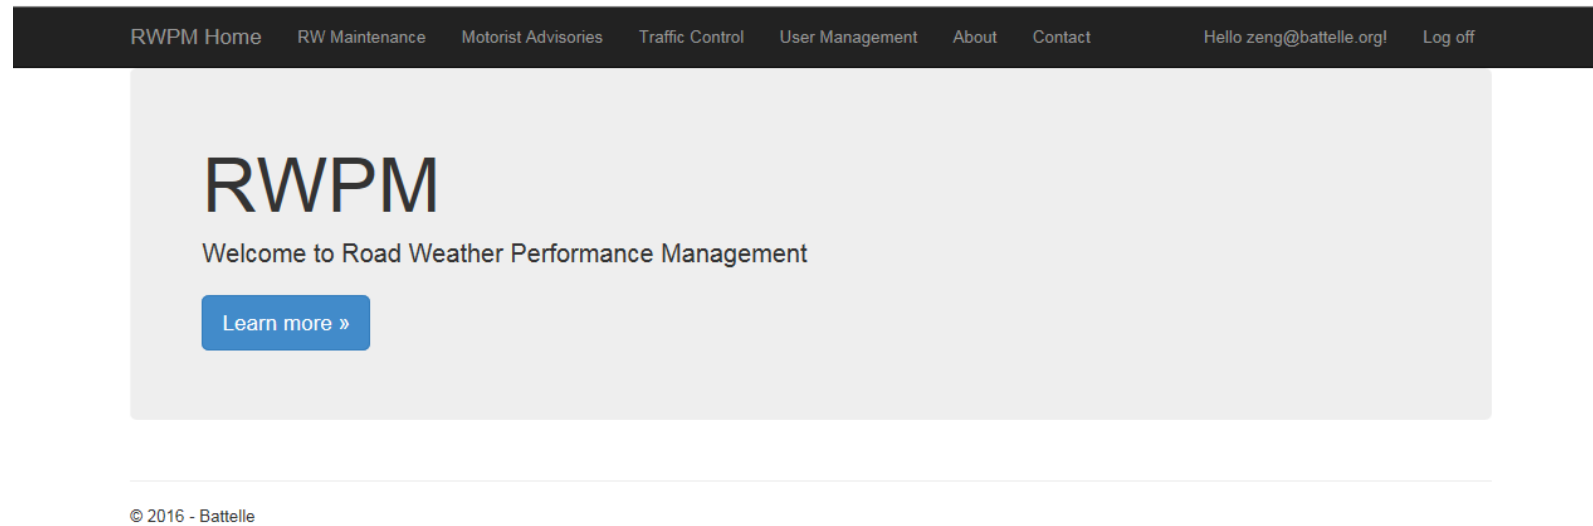 RWPM Home RW Maintenance Motorist Advisories Traffic Control User Management About Contact Hello zeng@battelle.org! Log off
RWPM
Welcome to Road Weather Performance Management
Learn more »
© 2016 - Battelle